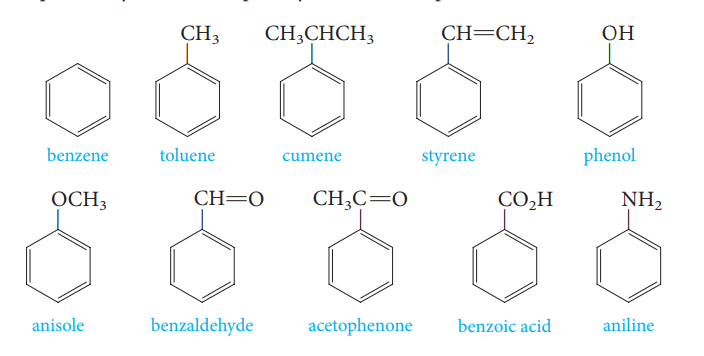 CH₃ CH₃CHCH₃ CH=CH₂ OH
benzene toluene cumene styrene phenol
OCH₃ CH=O CH₃C=O CO₂H NH₂
anisole benzaldehyde acetophenone benzoic acid aniline